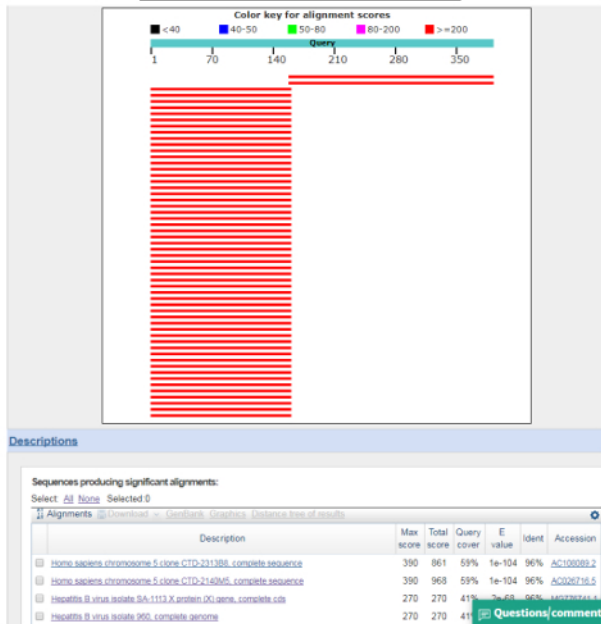 Color key for alignment scores
<40 40-50 50-80 80-200 >=200
Query
1 70 140 210 280 350
Descriptions
Sequences producing significant alignments:
Select: All None Selected:0
Alignments Download GenBank Graphics Distance tree of results
Description Max score Total score Query cover E value Ident Accession
Homo sapiens chromosome 5 clone CTD-2313B8, complete sequence 390 861 59% 1e-104 96% AC108089.2
Homo sapiens chromosome 5 clone CTD-2140M5, complete sequence 390 968 59% 1e-104 96% AC026716.5
Hepatitis B virus isolate SA-1113 X protein (X) gene, complete cds 270 270 41% 96%
Hepatitis B virus isolate 960, complete genome 270 270
Questions/comment